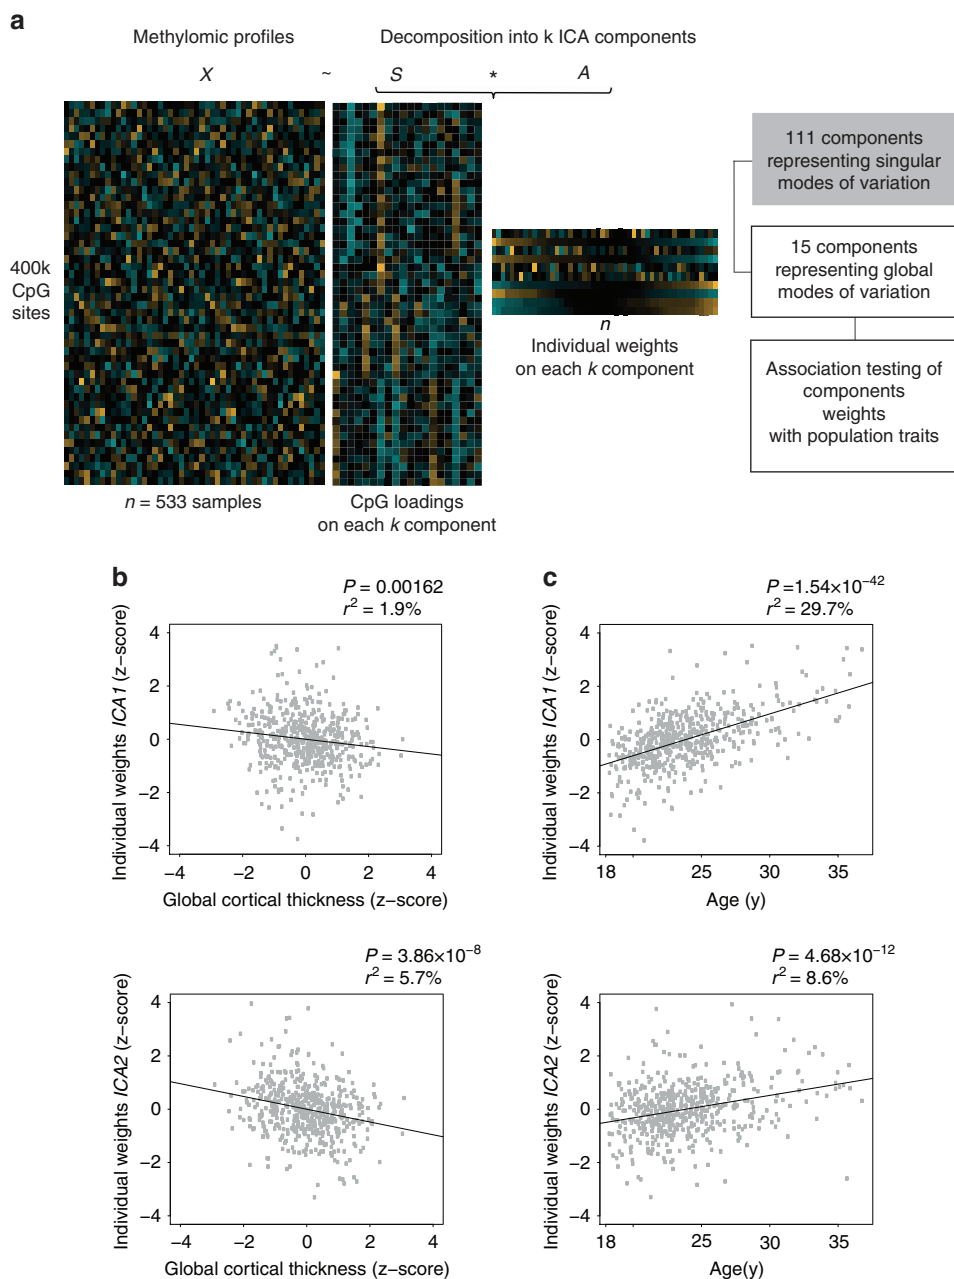 a
Methylomic profiles
Decomposition into k ICA components
X ~ S * A
400k
CpG
sites
n = 533 samples
CpG loadings
on each k component
n
Individual weights
on each k component
111 components
representing singular
modes of variation
15 components
representing global
modes of variation
Association testing of
components
weights
with population traits
b
P = 0.00162
r² = 1.9%
Individual weights ICA1 (z−score)
4
2
0
−2
−4
−4 −2 0 2 4
Global cortical thickness (z−score)
c
P =1.54×10⁻⁴²
r² = 29.7%
Individual weights ICA1 (z−score)
4
2
0
−2
−4
18 20 25 30 35
Age (y)
P = 3.86×10⁻⁸
r² = 5.7%
Individual weights ICA2 (z−score)
4
2
0
−2
−4
−4 −2 0 2 4
Global cortical thickness (z−score)
P = 4.68×10⁻¹²
r² = 8.6%
Individual weights ICA2 (z−score)
4
2
0
−2
−4
18 20 25 30 35
Age(y)